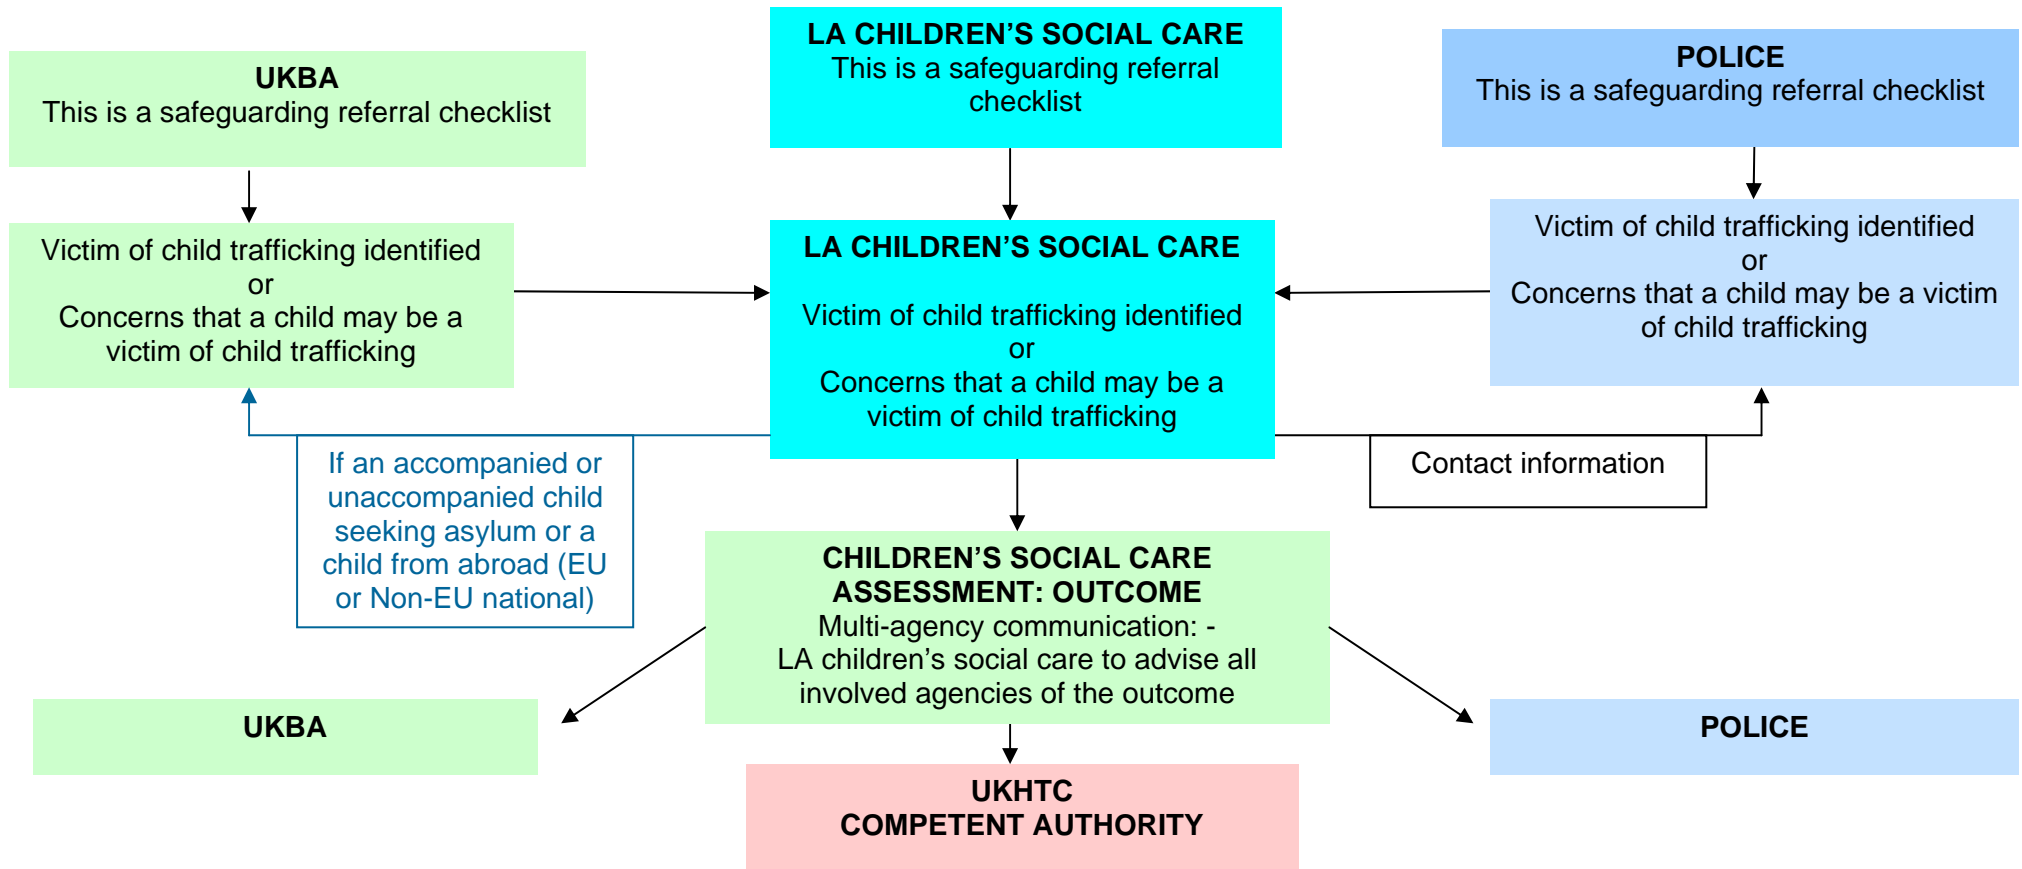 UKBA
This is a safeguarding referral checklist
LA CHILDREN’S SOCIAL CARE
This is a safeguarding referral
checklist
POLICE
This is a safeguarding referral checklist
Victim of child trafficking identified
or
Concerns that a child may be a
victim of child trafficking
LA CHILDREN’S SOCIAL CARE
Victim of child trafficking identified
or
Concerns that a child may be a
victim of child trafficking
Victim of child trafficking identified
or
Concerns that a child may be a victim
of child trafficking
If an accompanied or
unaccompanied child
seeking asylum or a
child from abroad (EU
or Non-EU national)
Contact information
CHILDREN’S SOCIAL CARE
ASSESSMENT: OUTCOME
Multi-agency communication: -
LA children’s social care to advise all
involved agencies of the outcome
UKBA
POLICE
UKHTC
COMPETENT AUTHORITY